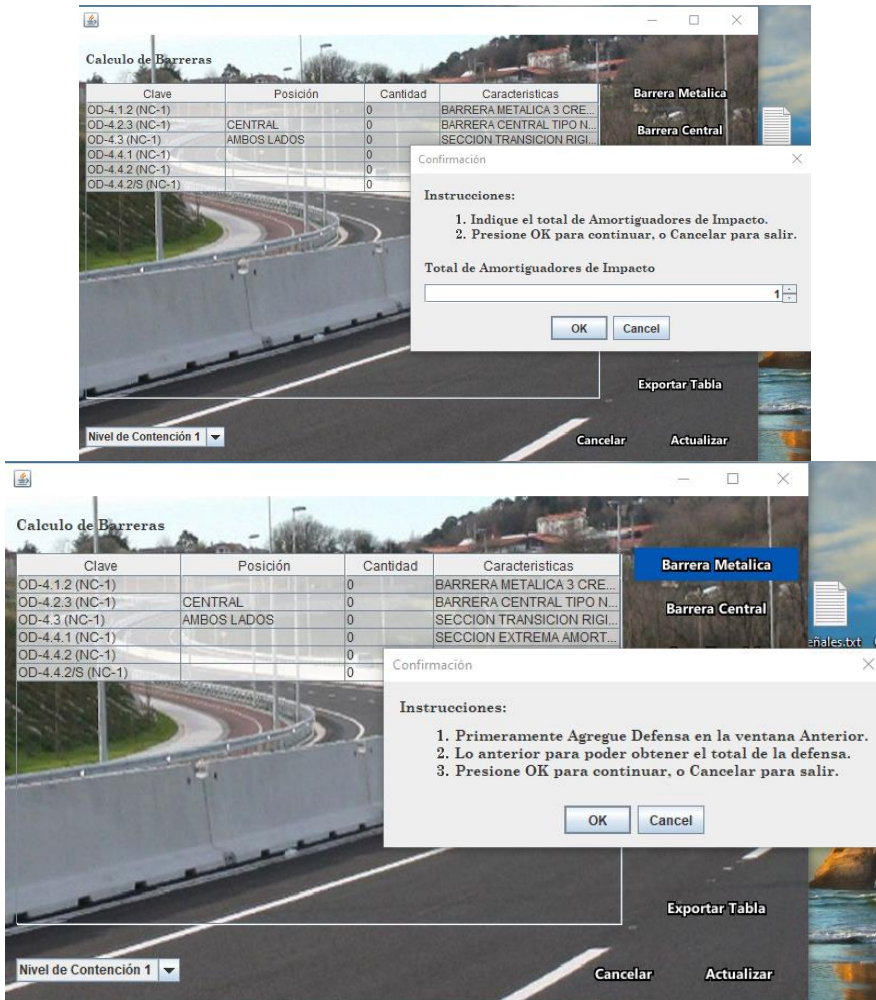 Calculo de Barreras
Clave Posición Cantidad Caracteristicas
OD-4.1.2 (NC-1) 0 BARRERA METALICA 3 CRE...
OD-4.2.3 (NC-1) CENTRAL 0 BARRERA CENTRAL TIPO N...
OD-4.3 (NC-1) AMBOS LADOS 0 SECCION TRANSICION RIGI...
OD-4.4.1 (NC-1) 0
OD-4.4.2 (NC-1) 0
OD-4.4.2/S (NC-1) 0
Barrera Metalica
Barrera Central
Confirmación
Instrucciones:
1. Indique el total de Amortiguadores de Impacto.
2. Presione OK para continuar, o Cancelar para salir.
Total de Amortiguadores de Impacto
1
OK Cancel
Exportar Tabla
Nivel de Contención 1
Cancelar Actualizar
Calculo de Barreras
Clave Posición Cantidad Caracteristicas
OD-4.1.2 (NC-1) 0 BARRERA METALICA 3 CRE...
OD-4.2.3 (NC-1) CENTRAL 0 BARRERA CENTRAL TIPO N...
OD-4.3 (NC-1) AMBOS LADOS 0 SECCION TRANSICION RIGI...
OD-4.4.1 (NC-1) 0 SECCION EXTREMA AMORT...
OD-4.4.2 (NC-1) 0
OD-4.4.2/S (NC-1) 0
Barrera Metalica
Barrera Central
eñales.txt
Confirmación
Instrucciones:
1. Primeramente Agregue Defensa en la ventana Anterior.
2. Lo anterior para poder obtener el total de la defensa.
3. Presione OK para continuar, o Cancelar para salir.
OK Cancel
Exportar Tabla
Nivel de Contención 1
Cancelar Actualizar